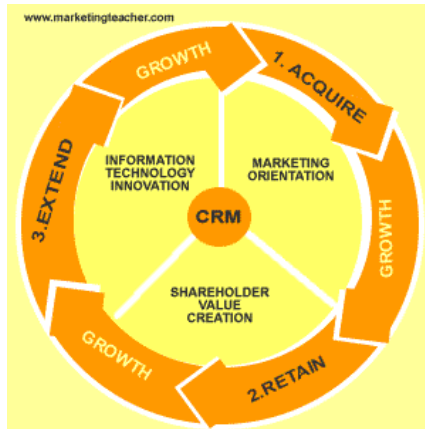 www.marketingteacher.com
GROWTH
1. ACQUIRE
GROWTH
2.RETAIN
GROWTH
3.EXTEND
INFORMATION
TECHNOLOGY
INNOVATION
MARKETING
ORIENTATION
CRM
SHAREHOLDER
VALUE
CREATION